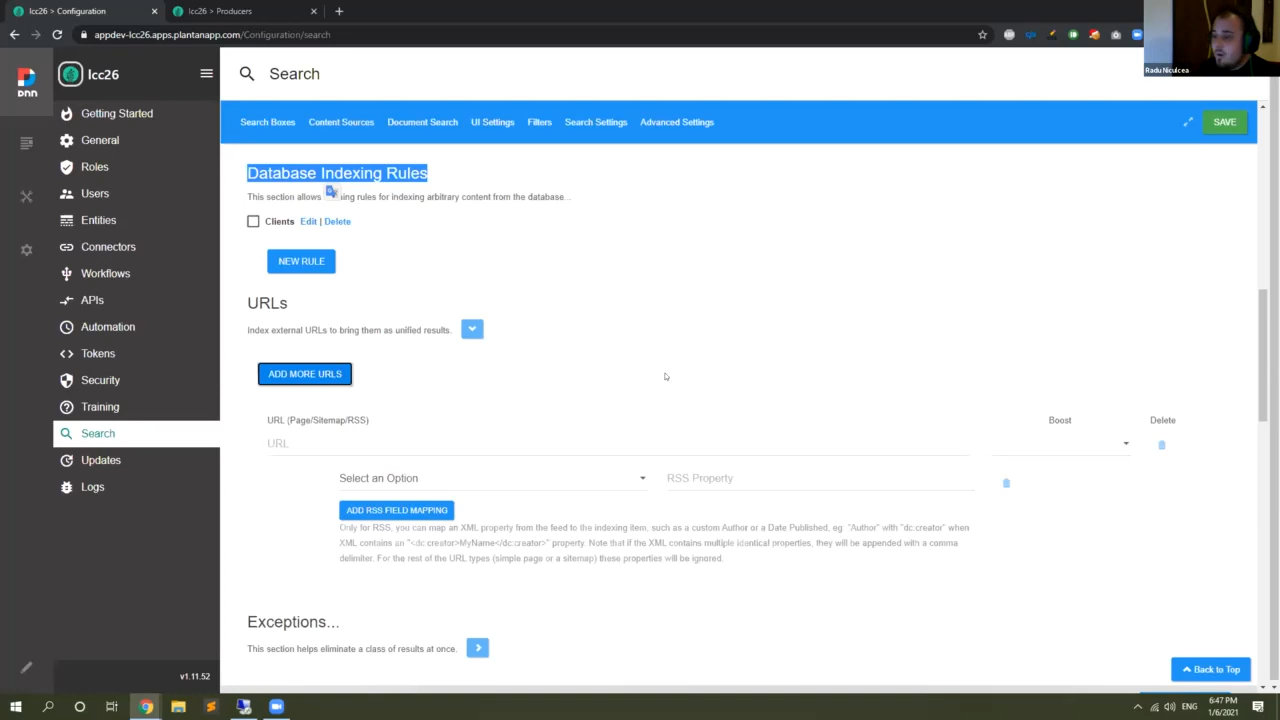 lcc26 > Configuration
lcc26 > Producers
appdev-lcc26.apps.plantanapp.com/Configuration/search
Radu Niculcea
dnn
lcc26
Search
Getting Started
General
Roles
Users
Entities
Connectors
Workflows
APIs
Automation
Tokens
Security
Training
Search
Updates
Logs
v1.11.52
Search Boxes
Content Sources
Document Search
UI Settings
Filters
Search Settings
Advanced Settings
SAVE
Database Indexing Rules
This section allows ning rules for indexing arbitrary content from the database...
Clients Edit | Delete
NEW RULE
URLs
Index external URLs to bring them as unified results.
ADD MORE URLS
URL (Page/Sitemap/RSS)
Boost
Delete
URL
Select an Option
RSS Property
ADD RSS FIELD MAPPING
Only for RSS, you can map an XML property from the feed to the indexing item, such as a custom Author or a Date Published, eg: "Author" with "dc:creator" when
XML contains an "<dc:creator>MyName</dc:creator>" property. Note that if the XML contains multiple identical properties, they will be appended with a comma
delimiter. For the rest of the URL types (simple page or a sitemap) these properties will be ignored.
Exceptions...
This section helps eliminate a class of results at once.
Back to Top
ENG
6:47 PM
1/6/2021